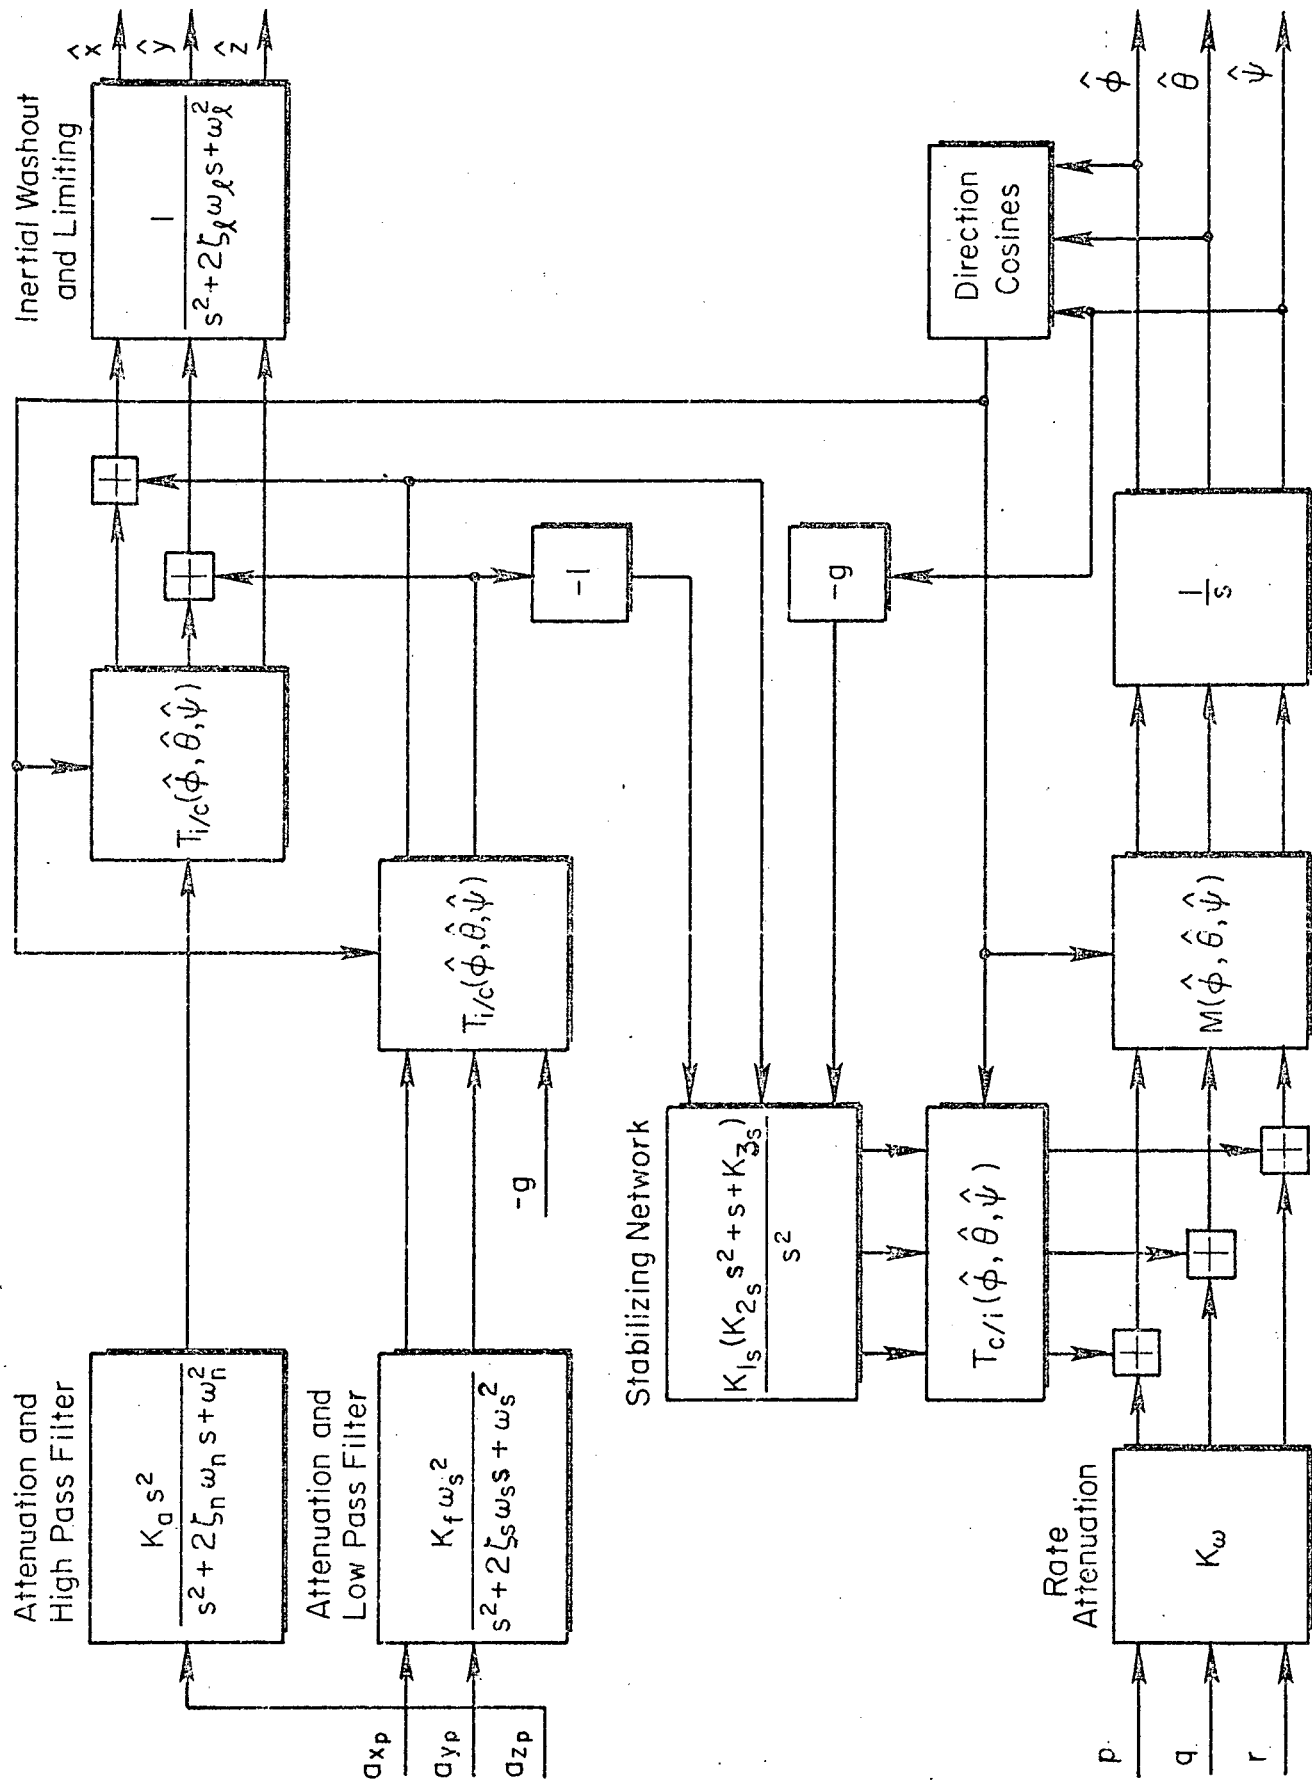 Attenuation and
High Pass Filter
K_a s^2
s^2 + 2ζ_n ω_n s + ω_n^2
T_i/c(φ̂, θ̂, ψ̂)
+
+
Inertial Washout
and Limiting
1
s^2 + 2ζ_ℓ ω_ℓ s + ω_ℓ^2
x̂
ŷ
ẑ
a_xp
a_yp
a_zp
Attenuation and
Low Pass Filter
K_f ω_s^2
s^2 + 2ζ_s ω_s s + ω_s^2
-g
T_i/c(φ̂, θ̂, ψ̂)
-1
Stabilizing Network
K_1s (K_2s s^2 + s + K_3s)
s^2
-g
T_c/i(φ̂, θ̂, ψ̂)
Direction
Cosines
Rate
Attenuation
p
q
r
K_ω
+
+
+
M(φ̂, θ̂, ψ̂)
1
s
φ̂
θ̂
ψ̂